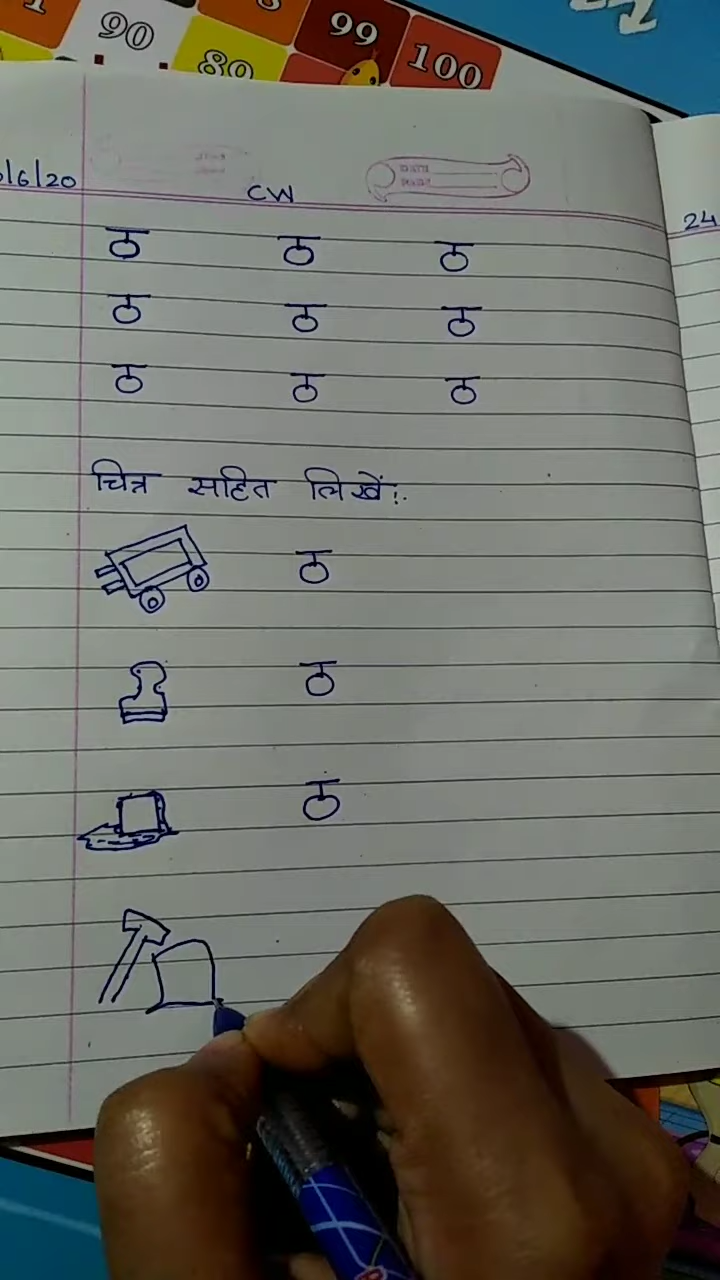 90 80 99 100
/6/20
CW
24
ठ ठ ठ
ठ ठ ठ
ठ ठ ठ
चित्र सहित लिखें:.
ठ
ठ
ठ